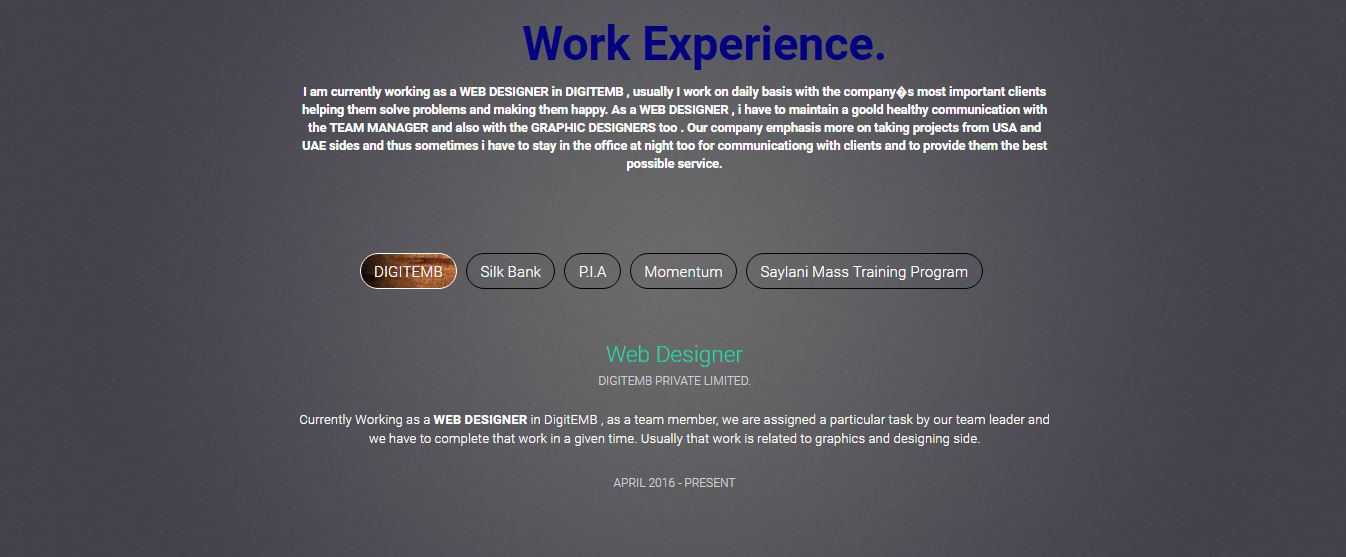 Work Experience.
I am currently working as a WEB DESIGNER in DIGITEMB , usually I work on daily basis with the company�s most important clients
helping them solve problems and making them happy. As a WEB DESIGNER , i have to maintain a goold healthy communication with
the TEAM MANAGER and also with the GRAPHIC DESIGNERS too . Our company emphasis more on taking projects from USA and
UAE sides and thus sometimes i have to stay in the office at night too for communicationg with clients and to provide them the best
possible service.
DIGITEMB Silk Bank P.I.A Momentum Saylani Mass Training Program
Web Designer
DIGITEMB PRIVATE LIMITED.
Currently Working as a WEB DESIGNER in DigitEMB , as a team member, we are assigned a particular task by our team leader and
we have to complete that work in a given time. Usually that work is related to graphics and designing side.
APRIL 2016 - PRESENT